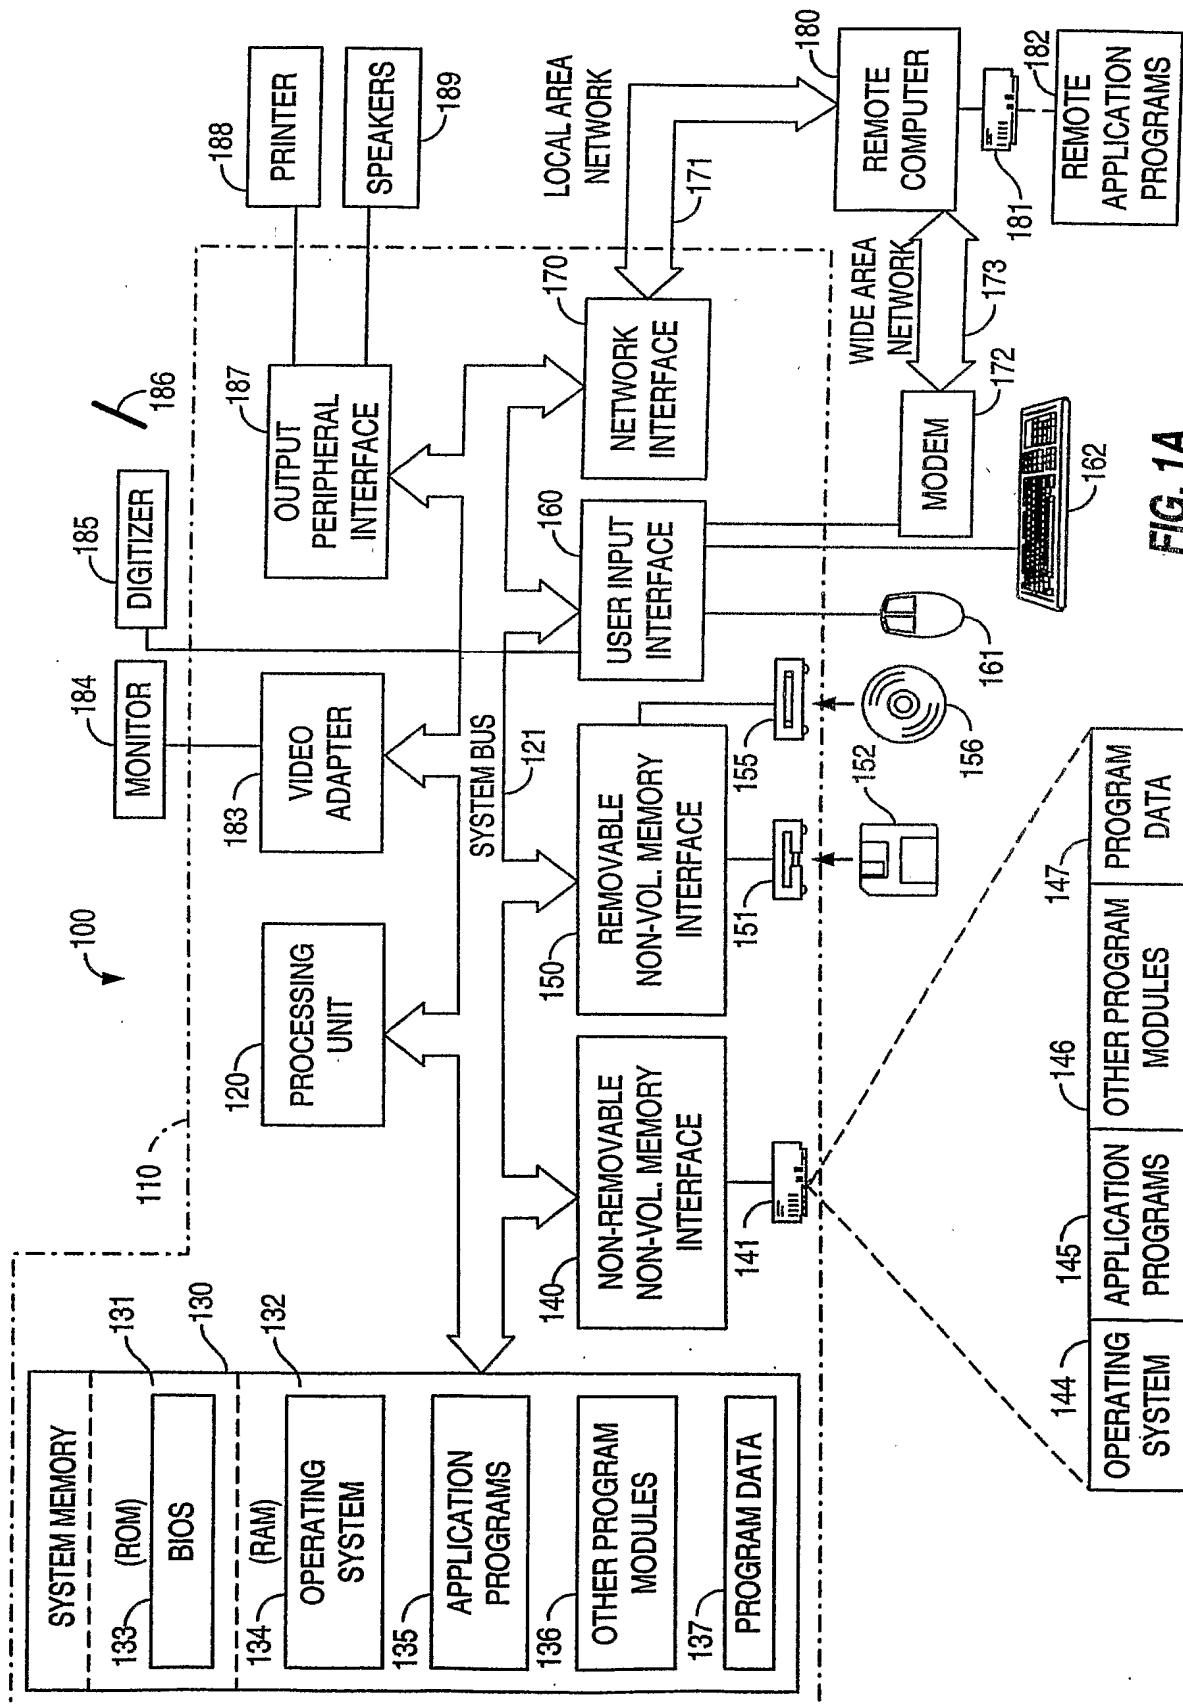 100
110
SYSTEM MEMORY
(ROM)
131
133
BIOS
130
(RAM)
132
134
OPERATING
SYSTEM
135
APPLICATION
PROGRAMS
136
OTHER PROGRAM
MODULES
137
PROGRAM DATA
120
PROCESSING
UNIT
183
VIDEO
ADAPTER
184
MONITOR
185
DIGITIZER
186
187
OUTPUT
PERIPHERAL
INTERFACE
188
PRINTER
189
SPEAKERS
SYSTEM BUS
121
140
NON-REMOVABLE
NON-VOL. MEMORY
INTERFACE
150
REMOVABLE
NON-VOL. MEMORY
INTERFACE
160
USER INPUT
INTERFACE
170
NETWORK
INTERFACE
LOCAL AREA
NETWORK
171
141
151
155
152
156
161
162
MODEM
172
WIDE AREA
NETWORK
173
180
REMOTE
COMPUTER
181
182
REMOTE
APPLICATION
PROGRAMS
144
OPERATING
SYSTEM
145
APPLICATION
PROGRAMS
146
OTHER PROGRAM
MODULES
147
PROGRAM
DATA
FIG. 1A